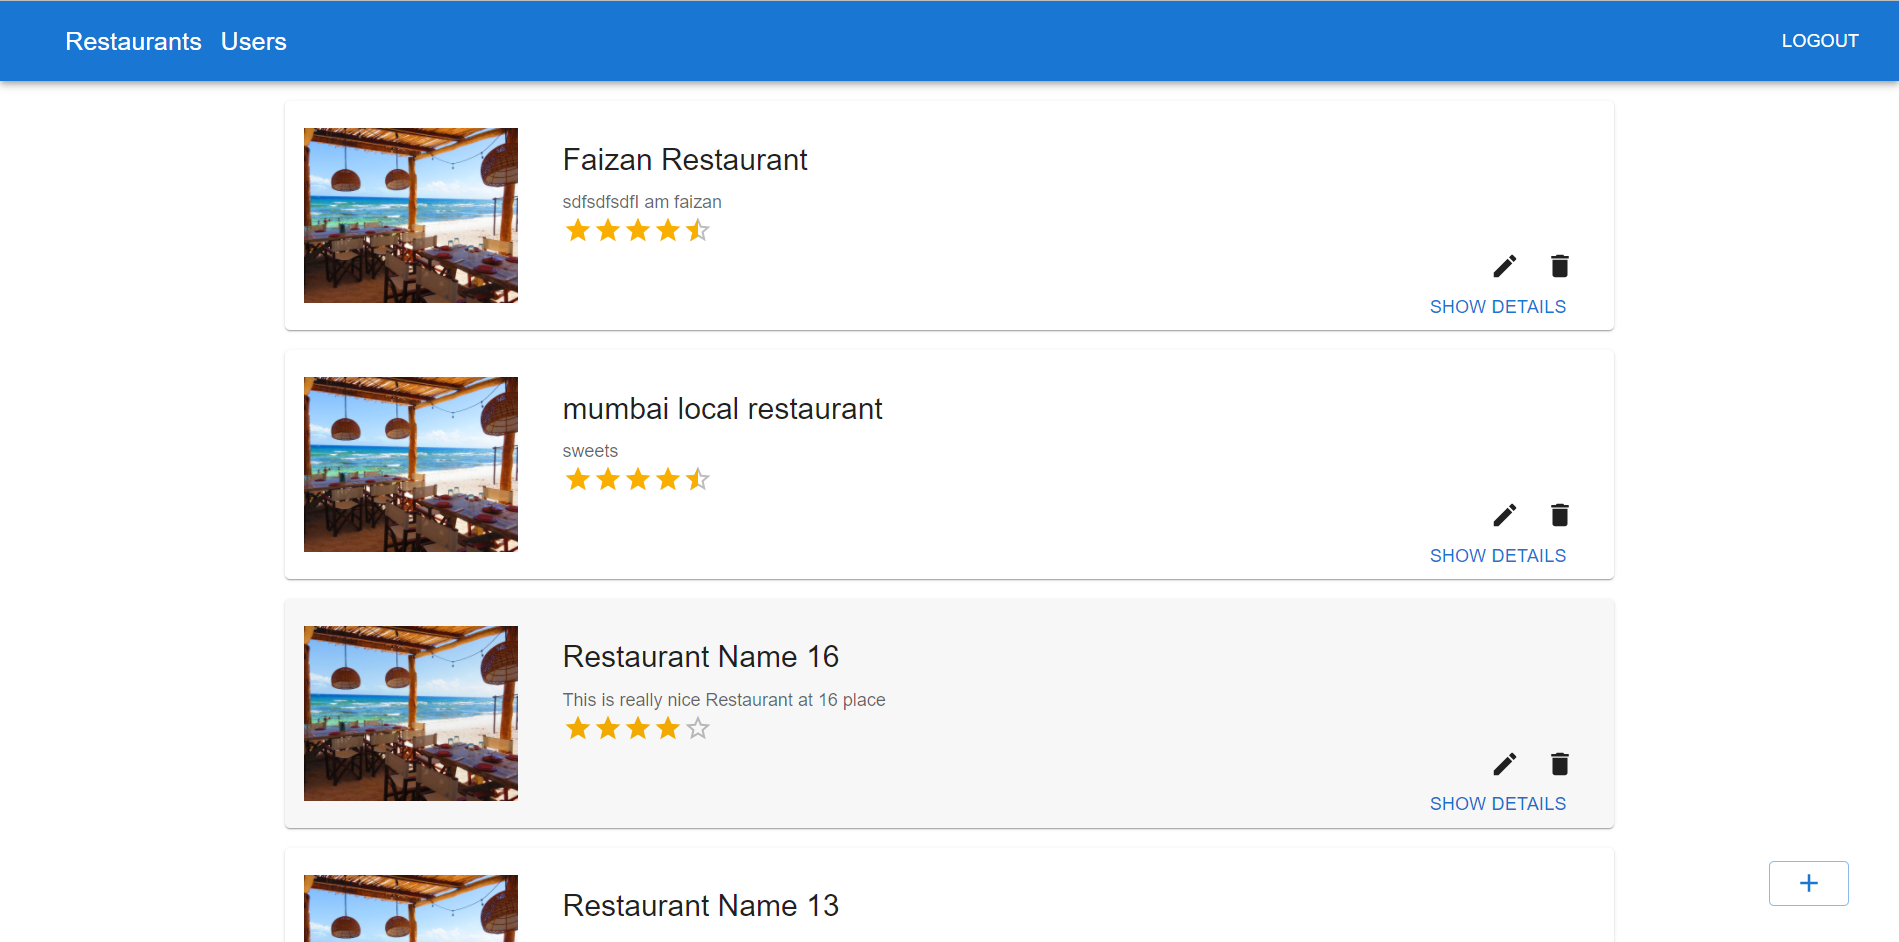 Restaurants Users LOGOUT
Faizan Restaurant
sdfsdfsdfI am faizan
SHOW DETAILS
mumbai local restaurant
sweets
SHOW DETAILS
Restaurant Name 16
This is really nice Restaurant at 16 place
SHOW DETAILS
Restaurant Name 13
+